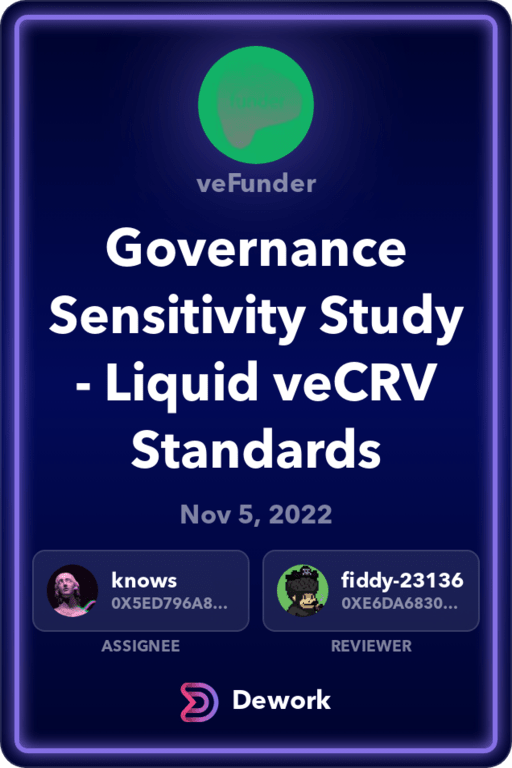 veFunder
Governance
Sensitivity Study
- Liquid veCRV
Standards
Nov 5, 2022
knows
0X5ED796A8...
ASSIGNEE
fiddy-23136
0XE6DA6830...
REVIEWER
Dework